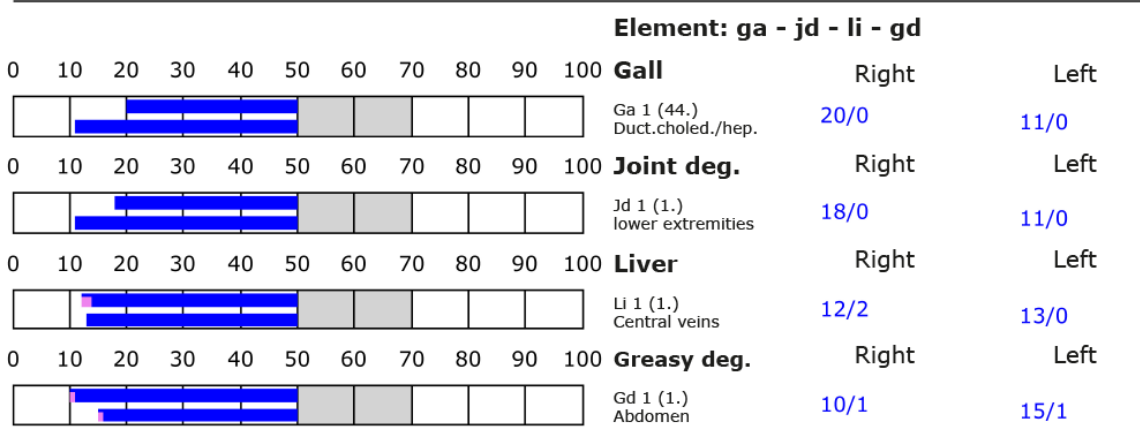 Element: ga - jd - li - gd
0 10 20 30 40 50 60 70 80 90 100 Gall Right Left
Ga 1 (44.) 20/0 11/0
Duct.choled./hep.
0 10 20 30 40 50 60 70 80 90 100 Joint deg. Right Left
Jd 1 (1.) 18/0 11/0
lower extremities
0 10 20 30 40 50 60 70 80 90 100 Liver Right Left
Li 1 (1.) 12/2 13/0
Central veins
0 10 20 30 40 50 60 70 80 90 100 Greasy deg. Right Left
Gd 1 (1.) 10/1 15/1
Abdomen